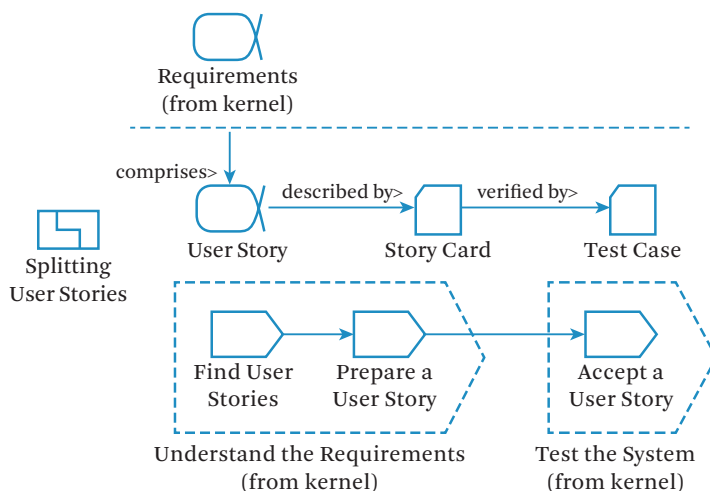 Requirements
(from kernel)
comprises>
described by>
verified by>
User Story
Story Card
Test Case
Splitting
User Stories
Find User
Stories
Prepare a
User Story
Accept a
User Story
Understand the Requirements
(from kernel)
Test the System
(from kernel)